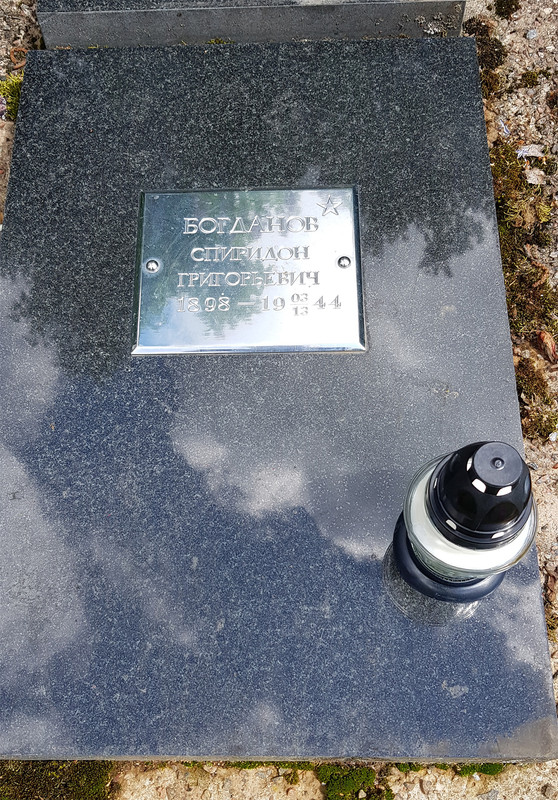 БОГДАНОВ
СПИРИДОН
ГРИГОРЬЕВИЧ
1898 — 19 03/13 44